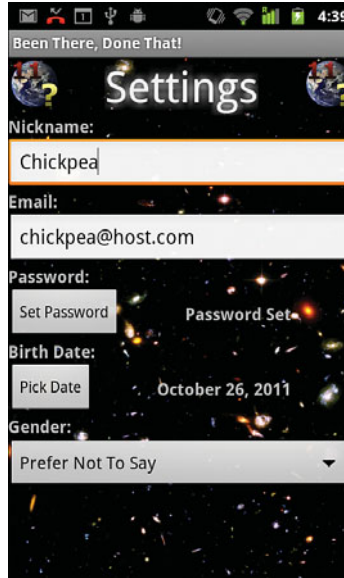 4:39
Been There, Done That!
Settings
Nickname:
Chickpea
Email:
chickpea@host.com
Password:
Set Password Password Set
Birth Date:
Pick Date October 26, 2011
Gender:
Prefer Not To Say